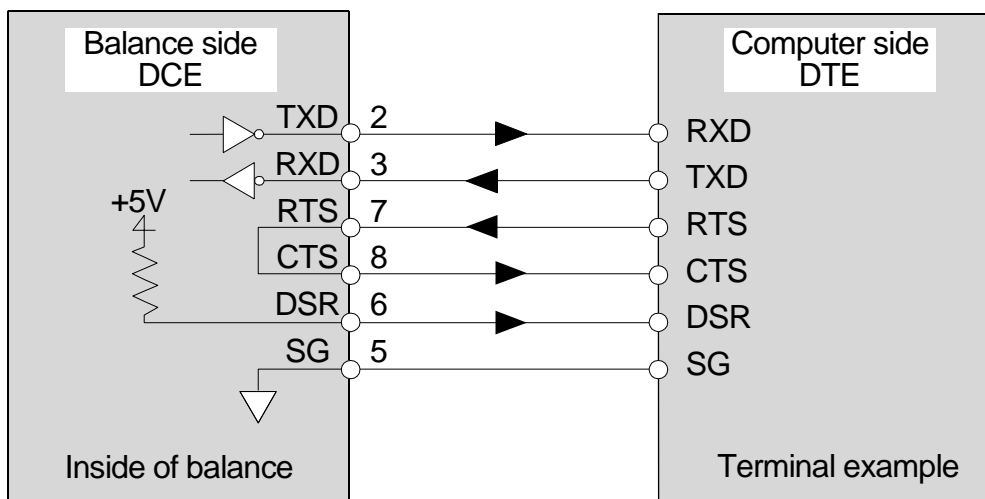 Balance side
DCE
Computer side
DTE
TXD 2 RXD
RXD 3 TXD
+5V
RTS 7 RTS
CTS 8 CTS
DSR 6 DSR
SG 5 SG
Inside of balance
Terminal example